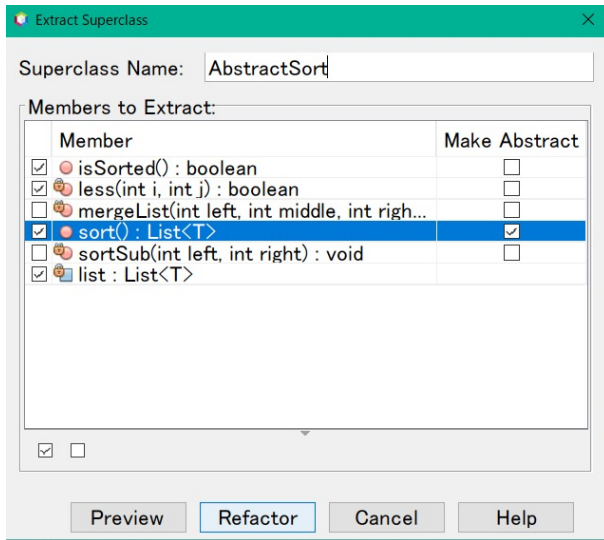 Extract Superclass
Superclass Name: AbstractSort
Members to Extract:
Member Make Abstract
isSorted() : boolean
less(int i, int j) : boolean
mergeList(int left, int middle, int righ...
sort() : List<T>
sortSub(int left, int right) : void
list : List<T>
Preview Refactor Cancel Help